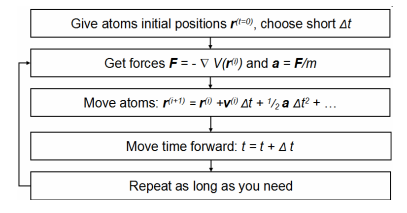 Give atoms initial positions r(t=0), choose short Δt
Get forces F = - ∇ V(r(i)) and a = F/m
Move atoms: r(i+1) = r(i) +v(i) Δt + 1/2 a Δt2 + …
Move time forward: t = t + Δ t
Repeat as long as you need